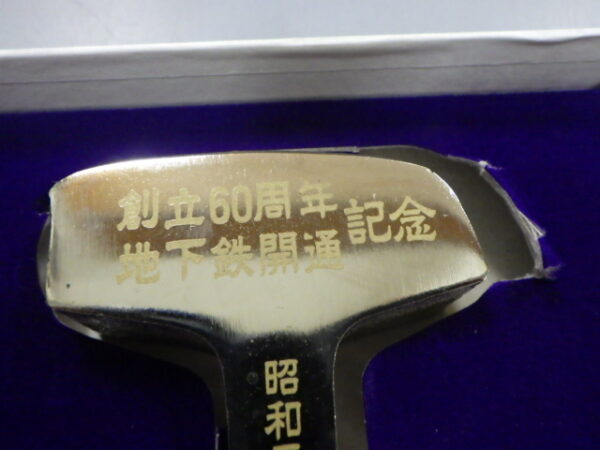 創立60周年
地下鉄開通
記念
昭和